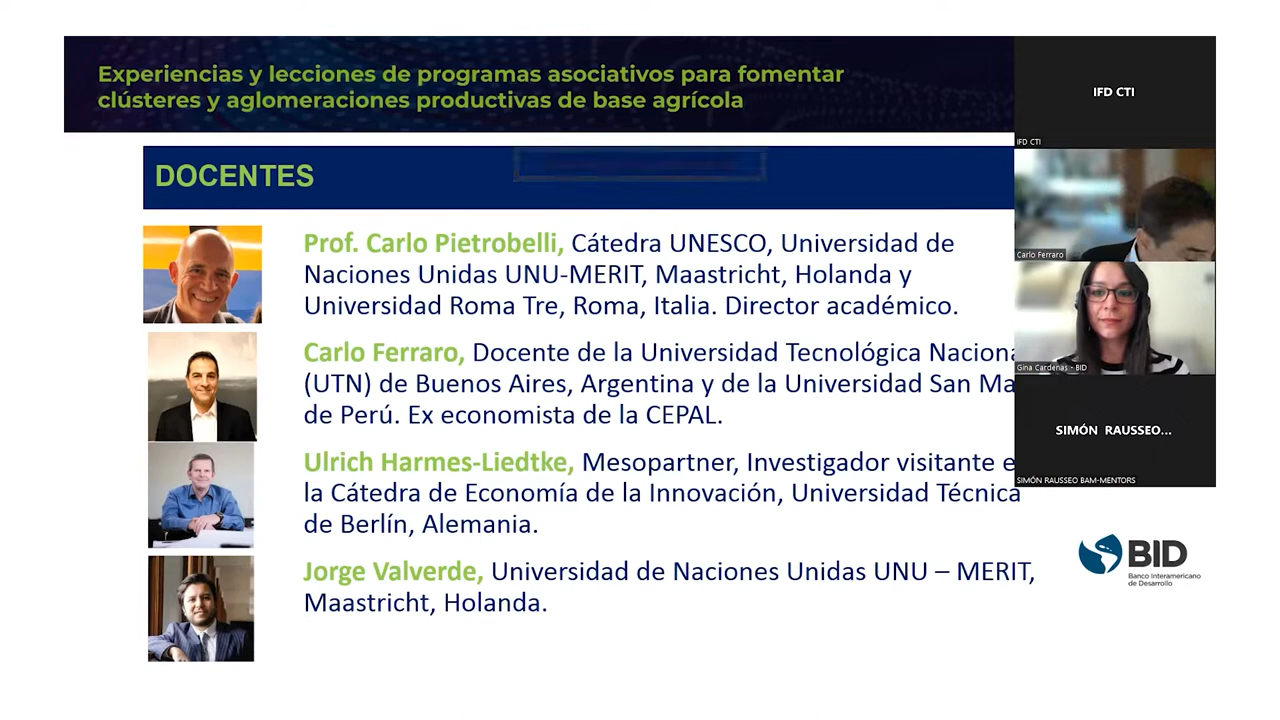 Experiencias y lecciones de programas asociativos para fomentar
clústeres y aglomeraciones productivas de base agrícola
DOCENTES
Prof. Carlo Pietrobelli, Cátedra UNESCO, Universidad de
Naciones Unidas UNU-MERIT, Maastricht, Holanda y
Universidad Roma Tre, Roma, Italia. Director académico.
Carlo Ferraro, Docente de la Universidad Tecnológica Naciona
(UTN) de Buenos Aires, Argentina y de la Universidad San Ma
de Perú. Ex economista de la CEPAL.
Ulrich Harmes-Liedtke, Mesopartner, Investigador visitante e
la Cátedra de Economía de la Innovación, Universidad Técnica
de Berlín, Alemania.
Jorge Valverde, Universidad de Naciones Unidas UNU – MERIT,
Maastricht, Holanda.
IFD CTI
IFD CTI
Carlo Ferraro
Gina Cardenas - BID
SIMÓN RAUSSEO...
SIMÓN RAUSSEO BAM-MENTORS
BID
Banco Interamericano
de Desarrollo